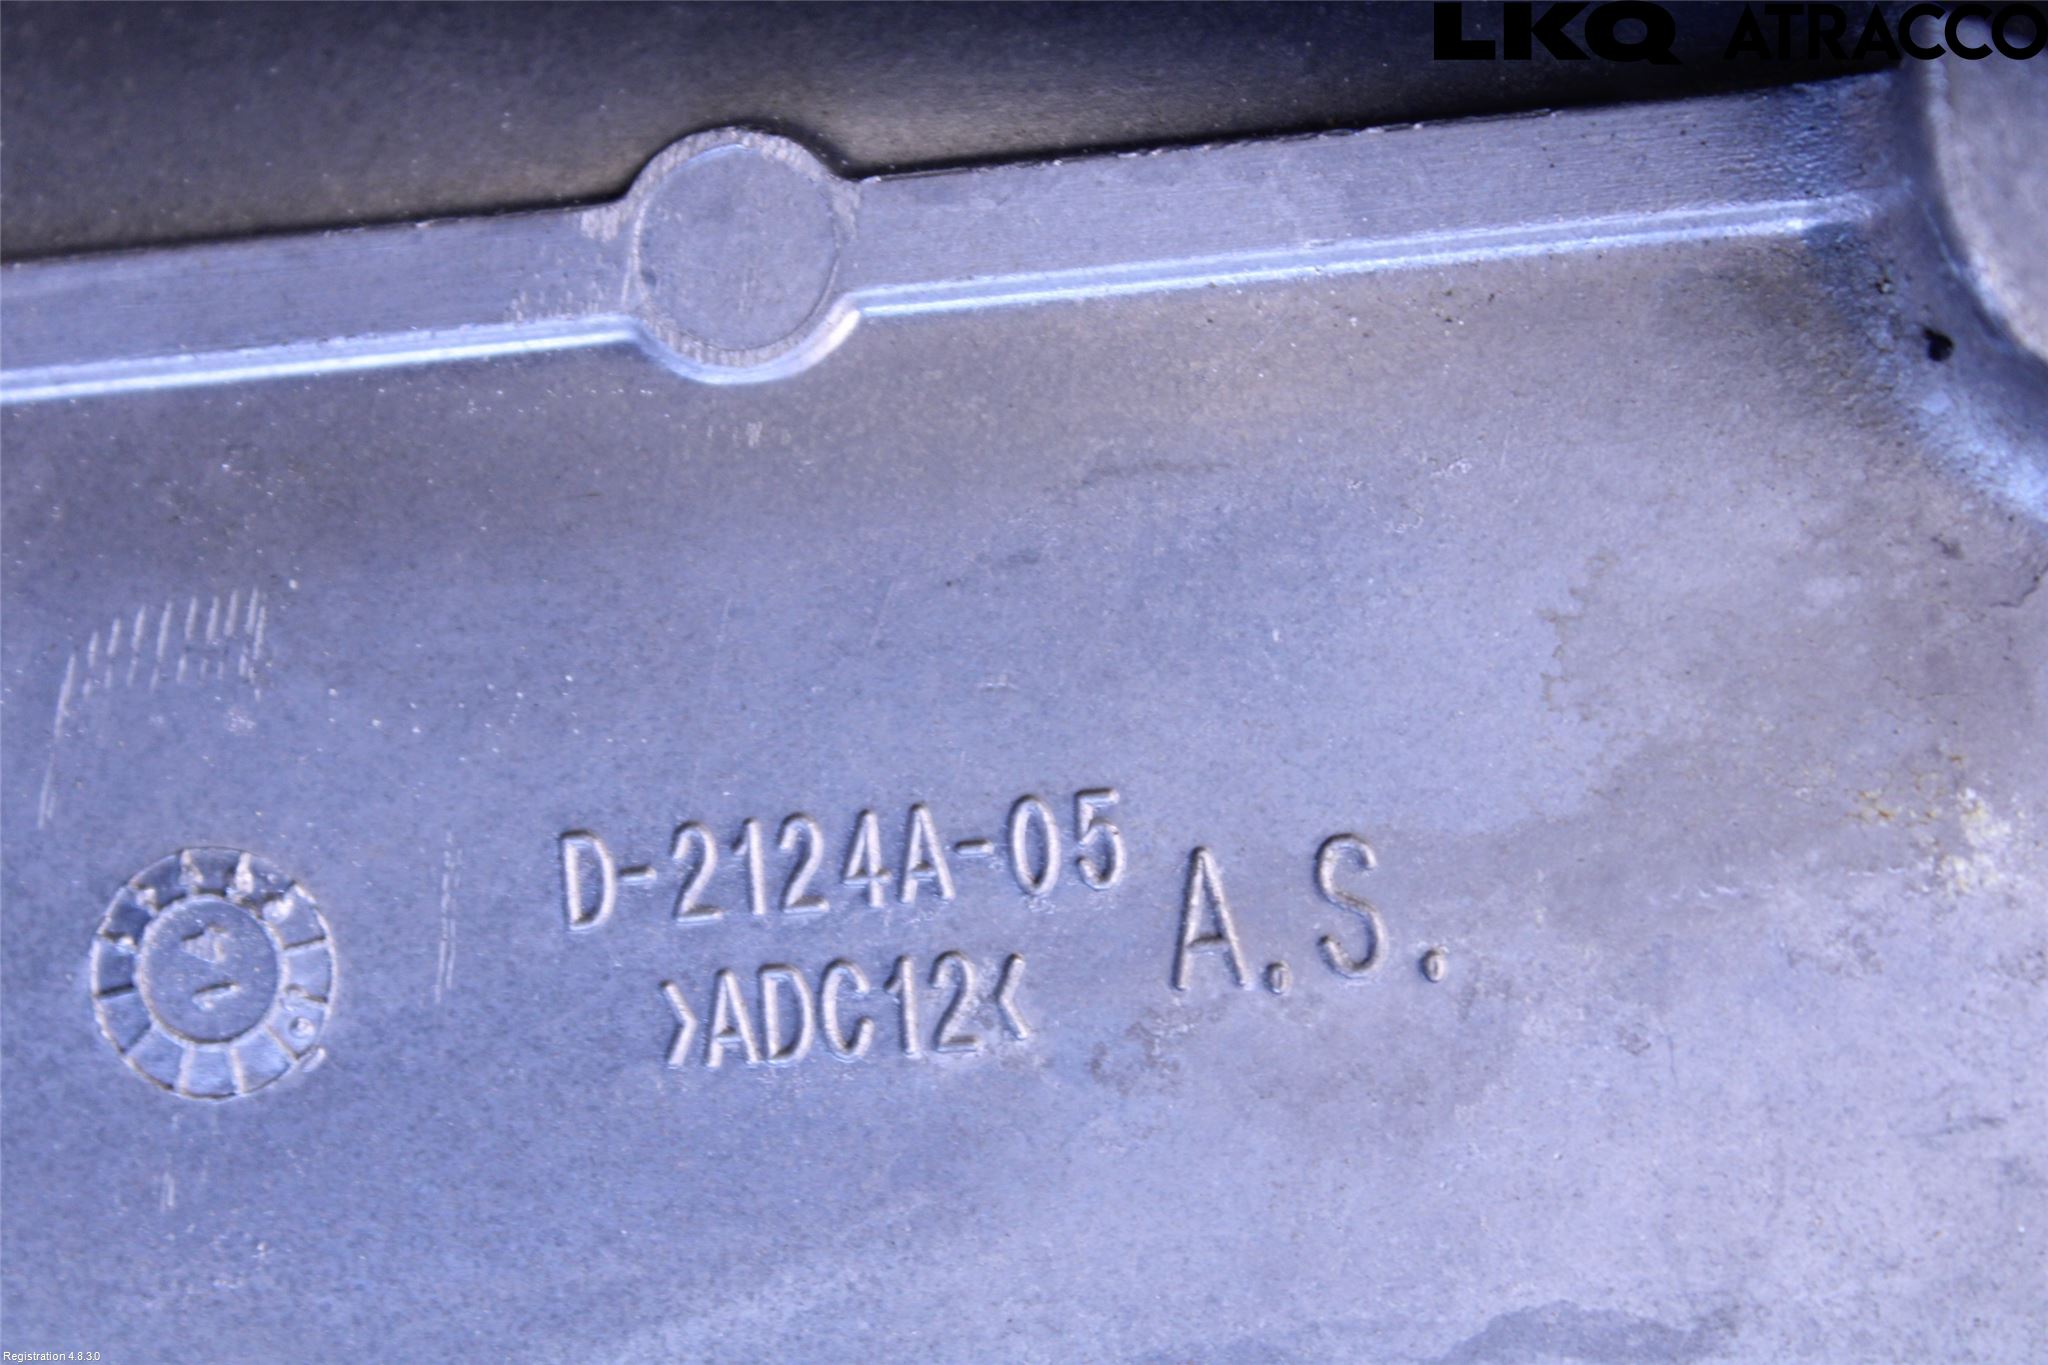 LKQ ATRACCO
D-2124A-05
A.S.
>ADC12<
Registration 4.8.3.0